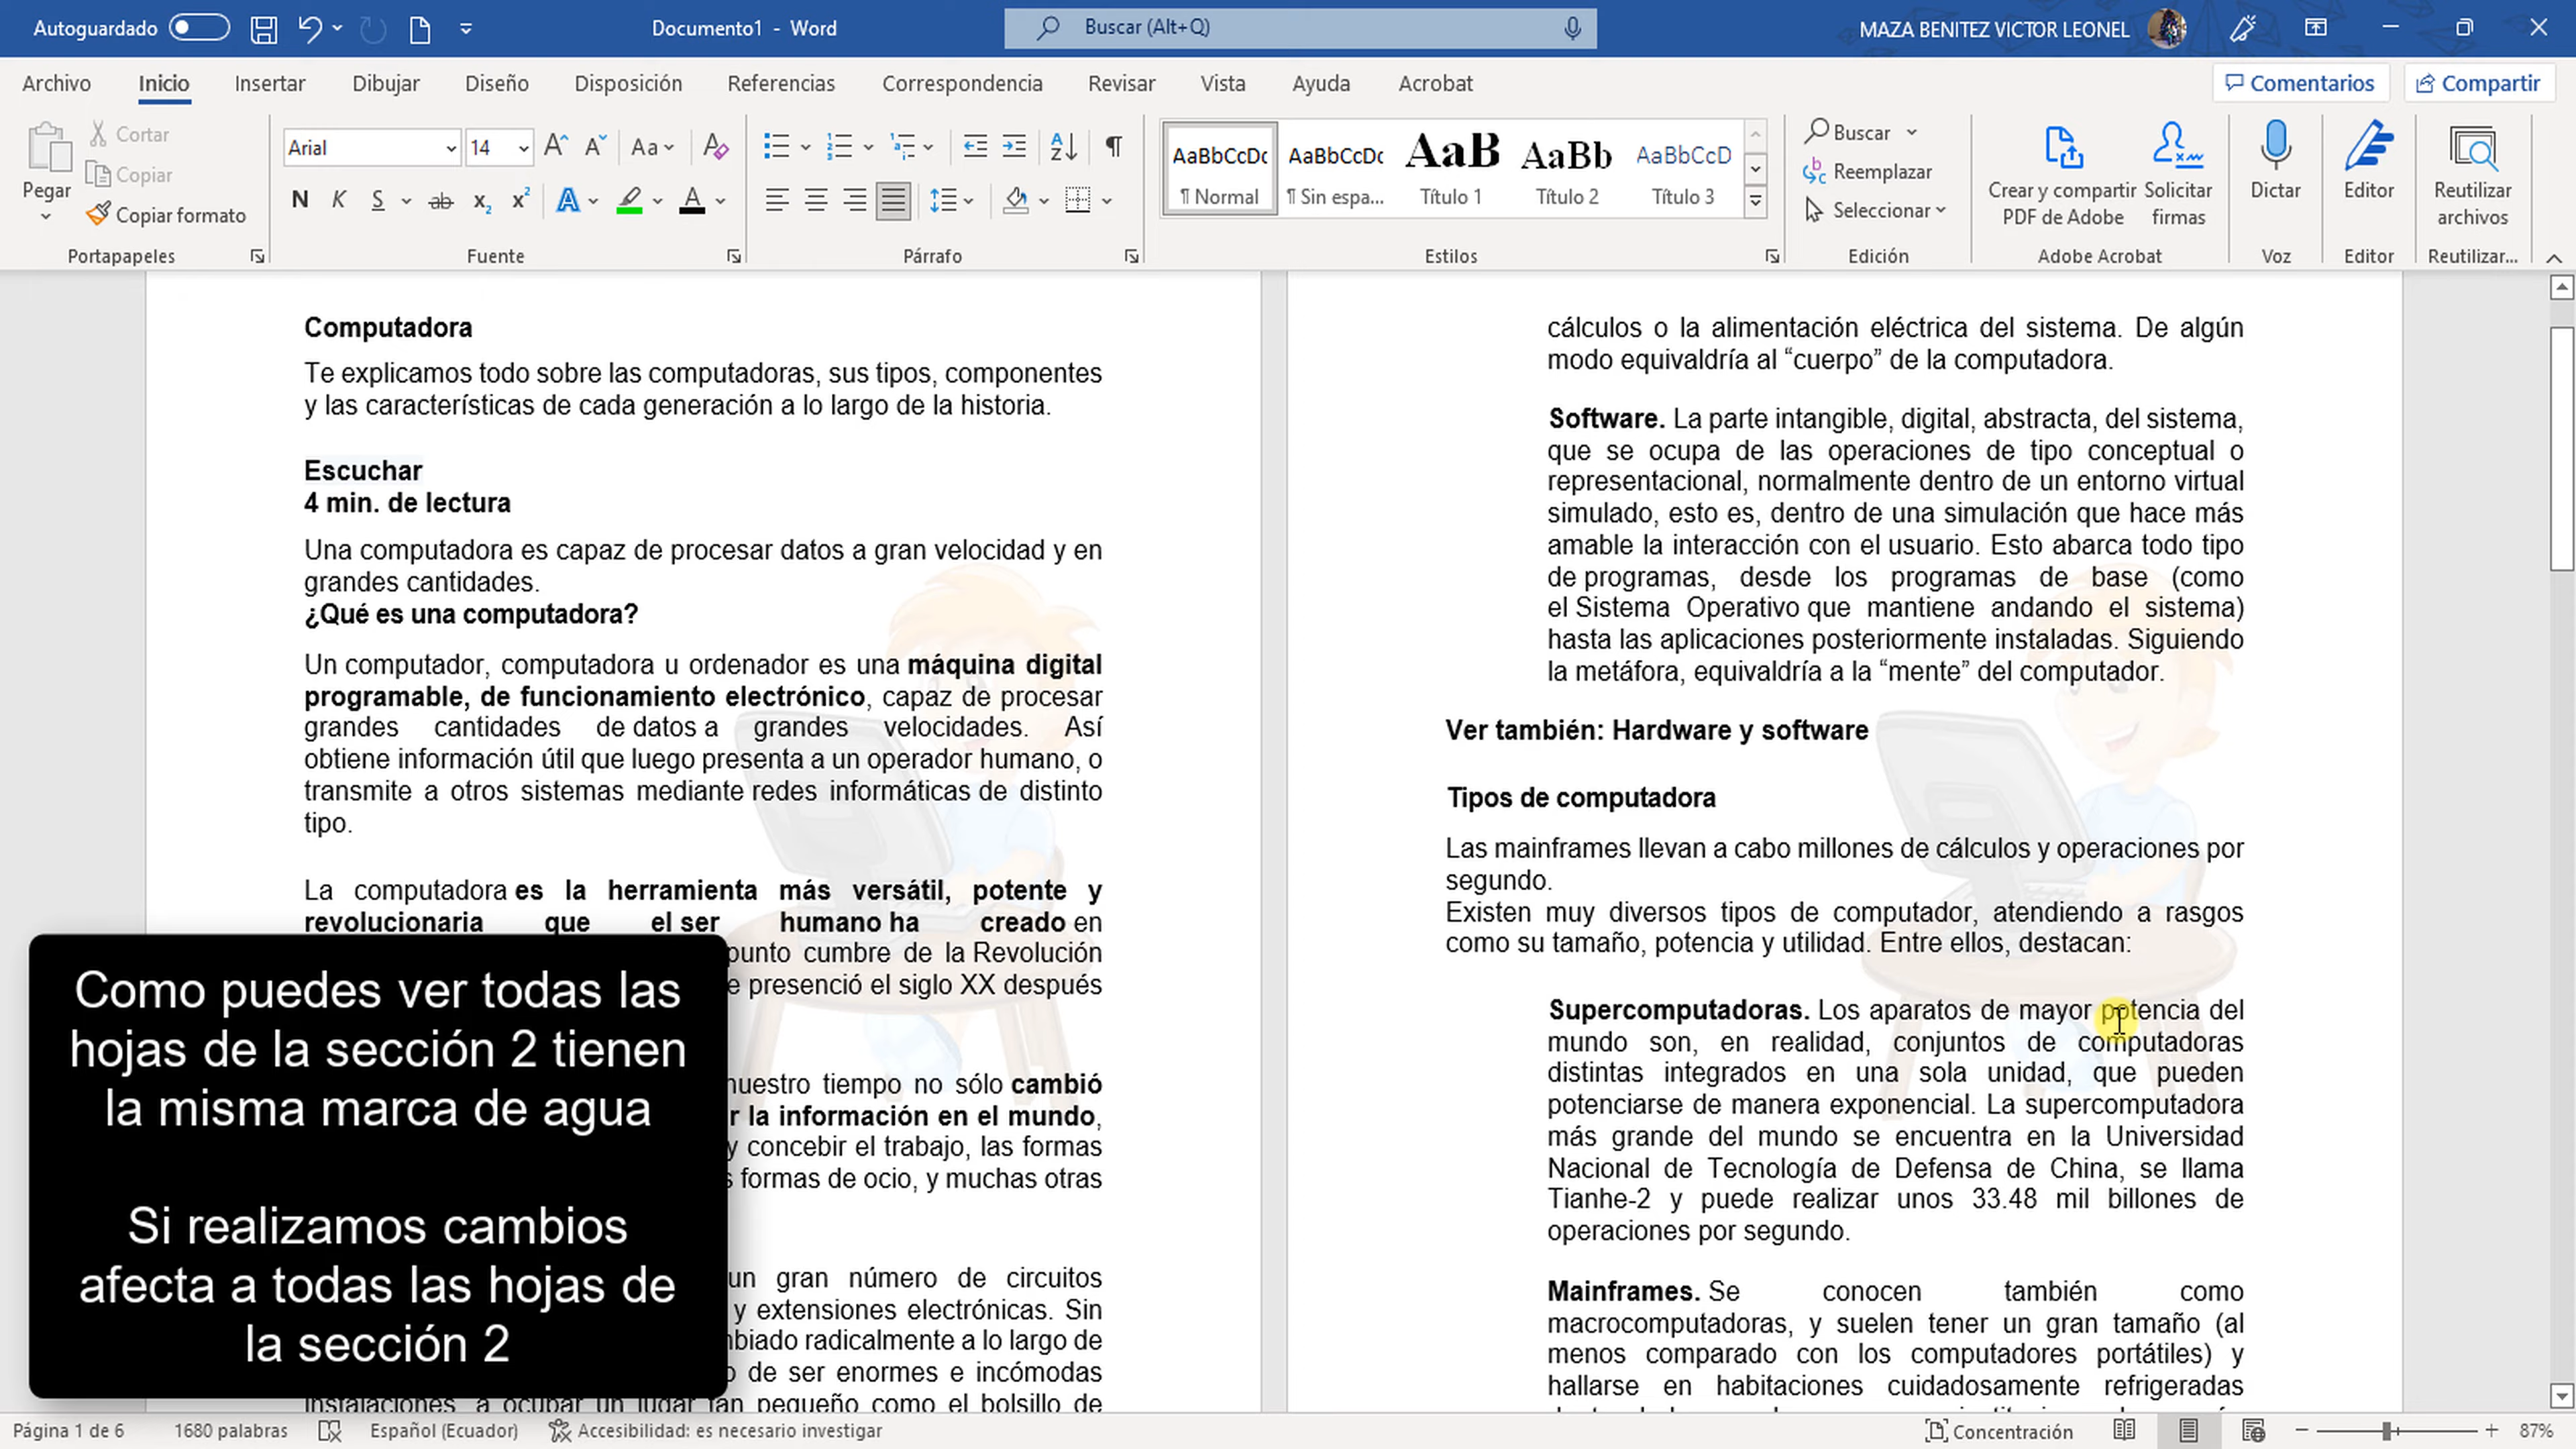 Autoguardado
Documento1 - Word
Buscar (Alt+Q)
MAZA BENITEZ VICTOR LEONEL
Archivo Inicio Insertar Dibujar Diseño Disposición Referencias Correspondencia Revisar Vista Ayuda Acrobat
Comentarios Compartir
Pegar
Cortar
Copiar
Copiar formato
Portapapeles
Arial 14
Aa
N K S ab x₂ x² A A
Fuente
Párrafo
AaBbCcDc AaBbCcDc AaB AaBb AaBbCcD
¶ Normal ¶ Sin espa... Título 1 Título 2 Título 3
Estilos
Buscar
Reemplazar
Seleccionar
Edición
Crear y compartir
PDF de Adobe
Solicitar
firmas
Adobe Acrobat
Dictar
Voz
Editor
Editor
Reutilizar
archivos
Reutilizar...
Computadora
Te explicamos todo sobre las computadoras, sus tipos, componentes
y las características de cada generación a lo largo de la historia.
Escuchar
4 min. de lectura
Una computadora es capaz de procesar datos a gran velocidad y en
grandes cantidades.
¿Qué es una computadora?
Un computador, computadora u ordenador es una máquina digital
programable, de funcionamiento electrónico, capaz de procesar
grandes cantidades de datos a grandes velocidades. Así
obtiene información útil que luego presenta a un operador humano, o
transmite a otros sistemas mediante redes informáticas de distinto
tipo.
La computadora es la herramienta más versátil, potente y
revolucionaria que el ser humano ha creado en
punto cumbre de la Revolución
e presenció el siglo XX después
nuestro tiempo no sólo cambió
r la información en el mundo,
y concebir el trabajo, las formas
s formas de ocio, y muchas otras
un gran número de circuitos
y extensiones electrónicas. Sin
mbiado radicalmente a lo largo de
o de ser enormes e incómodas
instalaciones, a ocupar un lugar tan pequeño como el bolsillo de
Como puedes ver todas las
hojas de la sección 2 tienen
la misma marca de agua
Si realizamos cambios
afecta a todas las hojas de
la sección 2
cálculos o la alimentación eléctrica del sistema. De algún
modo equivaldría al “cuerpo” de la computadora.
Software. La parte intangible, digital, abstracta, del sistema,
que se ocupa de las operaciones de tipo conceptual o
representacional, normalmente dentro de un entorno virtual
simulado, esto es, dentro de una simulación que hace más
amable la interacción con el usuario. Esto abarca todo tipo
de programas, desde los programas de base (como
el Sistema Operativo que mantiene andando el sistema)
hasta las aplicaciones posteriormente instaladas. Siguiendo
la metáfora, equivaldría a la “mente” del computador.
Ver también: Hardware y software
Tipos de computadora
Las mainframes llevan a cabo millones de cálculos y operaciones por
segundo.
Existen muy diversos tipos de computador, atendiendo a rasgos
como su tamaño, potencia y utilidad. Entre ellos, destacan:
Supercomputadoras. Los aparatos de mayor potencia del
mundo son, en realidad, conjuntos de computadoras
distintas integrados en una sola unidad, que pueden
potenciarse de manera exponencial. La supercomputadora
más grande del mundo se encuentra en la Universidad
Nacional de Tecnología de Defensa de China, se llama
Tianhe-2 y puede realizar unos 33.48 mil billones de
operaciones por segundo.
Mainframes. Se conocen también como
macrocomputadoras, y suelen tener un gran tamaño (al
menos comparado con los computadores portátiles) y
hallarse en habitaciones cuidadosamente refrigeradas
Página 1 de 6 1680 palabras Español (Ecuador) Accesibilidad: es necesario investigar
Concentración 87%